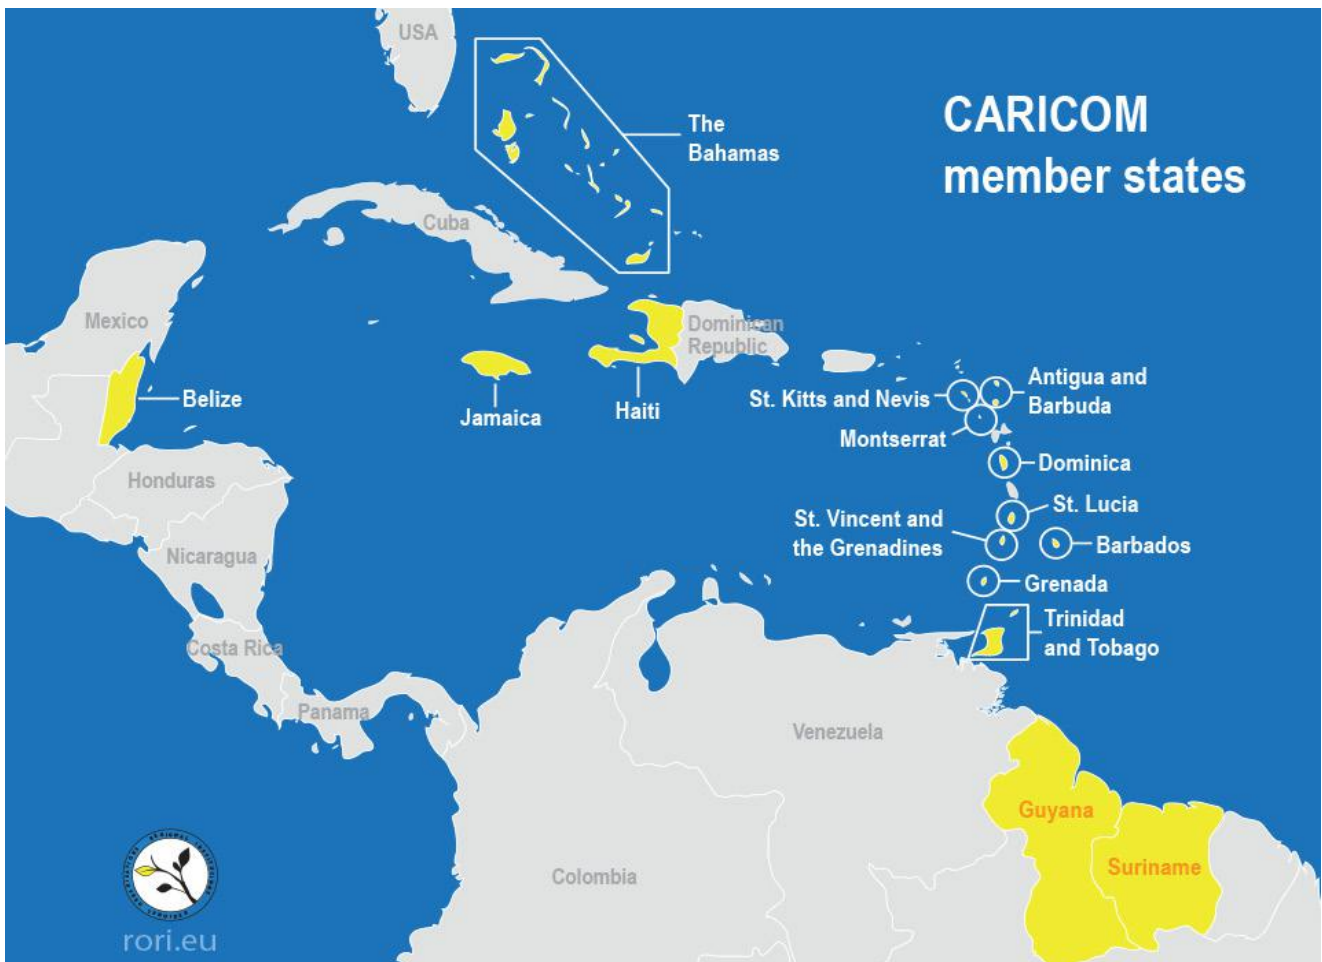 USA
The
Bahamas
CARICOM
member states
Cuba
Mexico
Dominican
Republic
Belize
Jamaica
Haiti
St. Kitts and Nevis
Antigua and
Barbuda
Montserrat
Honduras
Dominica
St. Lucia
St. Vincent and
the Grenadines
Barbados
Nicaragua
Grenada
Trinidad
and Tobago
Costa Rica
Panama
Venezuela
Guyana
Suriname
Colombia
rori.eu